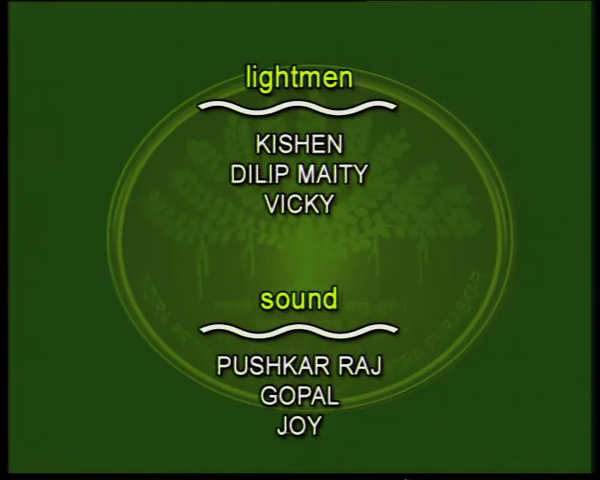 lightmen
KISHEN
DILIP MAITY
VICKY
sound
PUSHKAR RAJ
GOPAL
JOY